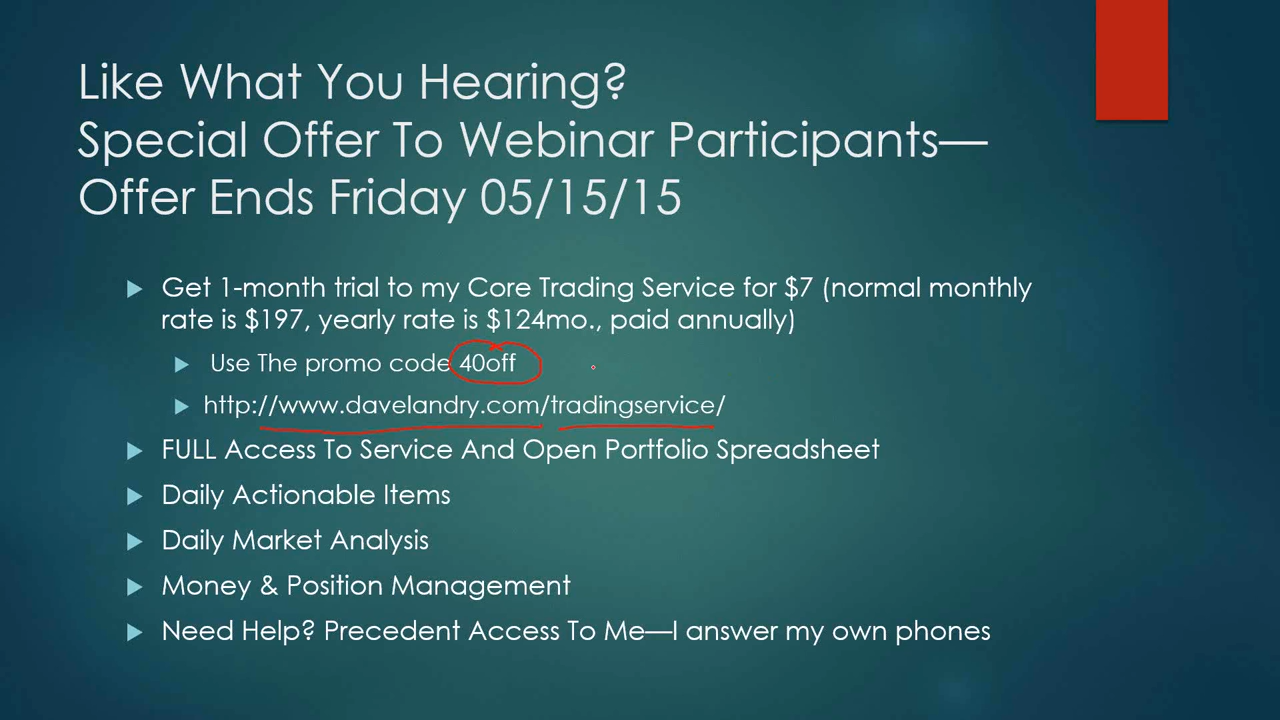 Like What You Hearing?
Special Offer To Webinar Participants—
Offer Ends Friday 05/15/15
Get 1-month trial to my Core Trading Service for $7 (normal monthly
rate is $197, yearly rate is $124mo., paid annually)
Use The promo code 40off
http://www.davelandry.com/tradingservice/
FULL Access To Service And Open Portfolio Spreadsheet
Daily Actionable Items
Daily Market Analysis
Money & Position Management
Need Help? Precedent Access To Me—I answer my own phones